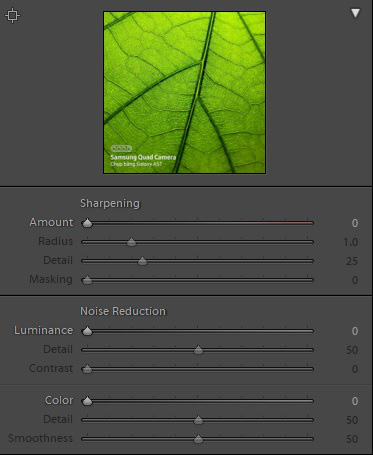 Samsung Quad Camera
Chụp bằng Galaxy A57
Sharpening
Amount 0
Radius 1.0
Detail 25
Masking 0
Noise Reduction
Luminance 0
Detail 50
Contrast 0
Color 0
Detail 50
Smoothness 50